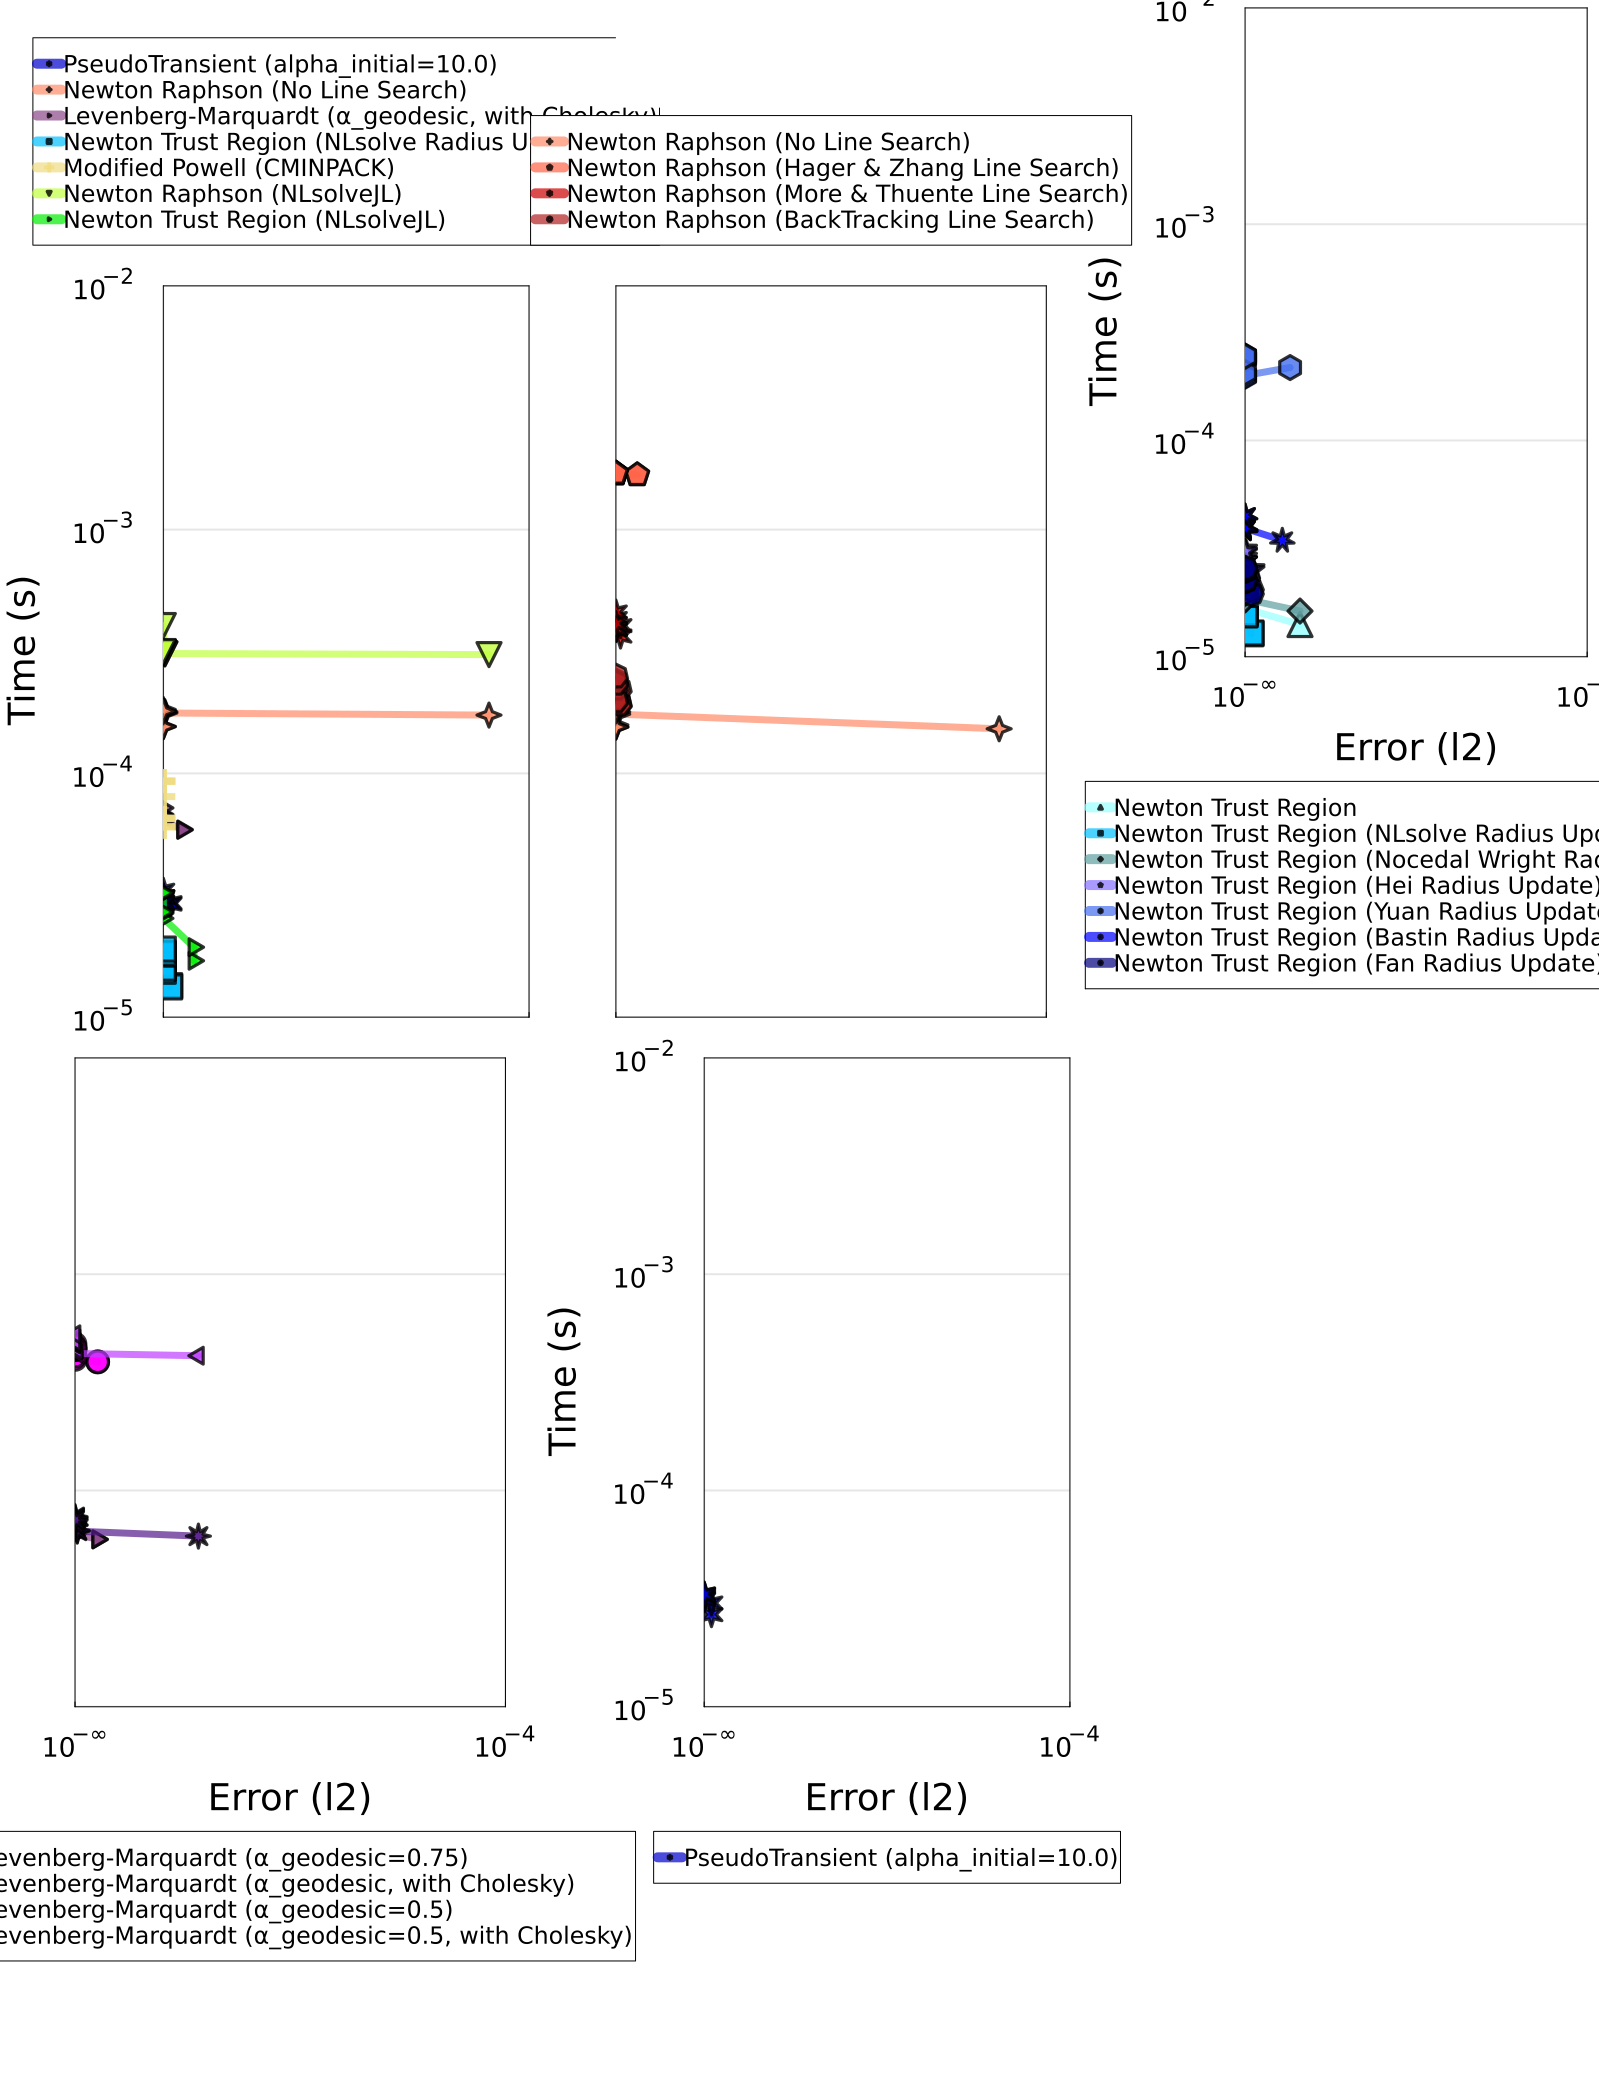 PseudoTransient (alpha_initial=10.0)
Newton Raphson (No Line Search)
Levenberg-Marquardt (α_geodesic, with Cholesky)
Newton Trust Region (NLsolve Radius U
Modified Powell (CMINPACK)
Newton Raphson (NLsolveJL)
Newton Trust Region (NLsolveJL)
Newton Raphson (No Line Search)
Newton Raphson (Hager & Zhang Line Search)
Newton Raphson (More & Thuente Line Search)
Newton Raphson (BackTracking Line Search)
10⁻²
10⁻³
10⁻⁴
10⁻⁵
Time (s)
10⁻²
10⁻³
10⁻⁴
10⁻⁵
Time (s)
10⁻∞
10⁻
Error (l2)
Newton Trust Region
Newton Trust Region (NLsolve Radius Upd
Newton Trust Region (Nocedal Wright Rad
Newton Trust Region (Hei Radius Update)
Newton Trust Region (Yuan Radius Update
Newton Trust Region (Bastin Radius Upda
Newton Trust Region (Fan Radius Update)
10⁻∞
10⁻⁴
Error (l2)
evenberg-Marquardt (α_geodesic=0.75)
evenberg-Marquardt (α_geodesic, with Cholesky)
evenberg-Marquardt (α_geodesic=0.5)
evenberg-Marquardt (α_geodesic=0.5, with Cholesky)
10⁻²
10⁻³
10⁻⁴
10⁻⁵
Time (s)
10⁻∞
10⁻⁴
Error (l2)
PseudoTransient (alpha_initial=10.0)